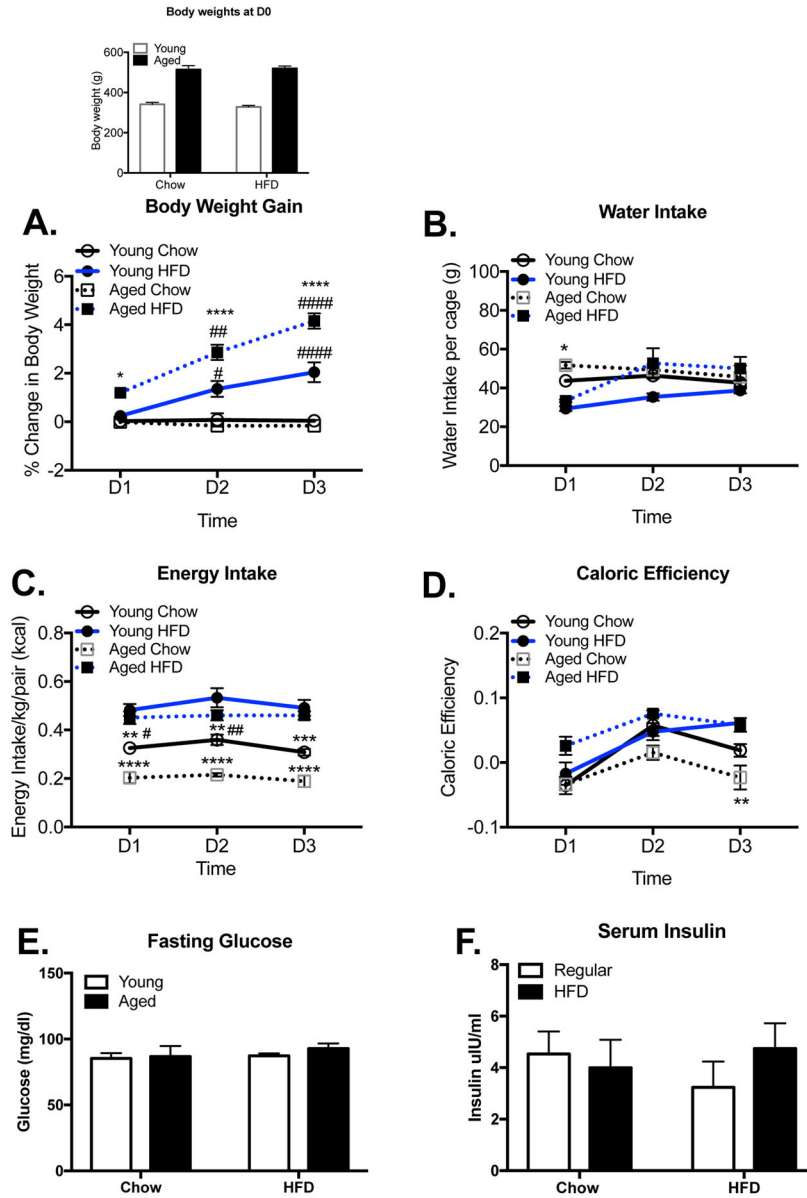 Body weights at D0
Young
Aged
Body weight (g)
600
400
200
0
Chow HFD
A. Body Weight Gain
Young Chow
Young HFD
Aged Chow
Aged HFD
% Change in Body Weight
6
4
2
0
-2
*
****
##
#
****
####
####
D1 D2 D3
Time
B. Water Intake
Young Chow
Young HFD
Aged Chow
Aged HFD
Water Intake per cage (g)
100
80
60
40
20
0
*
D1 D2 D3
Time
C. Energy Intake
Young Chow
Young HFD
Aged Chow
Aged HFD
Energy Intake/kg/pair (kcal)
0.8
0.6
0.4
0.2
0.0
** # ** ## ***
**** **** ****
D1 D2 D3
Time
D. Caloric Efficiency
Young Chow
Young HFD
Aged Chow
Aged HFD
Caloric Efficiency
0.2
0.1
0.0
-0.1
**
D1 D2 D3
Time
E. Fasting Glucose
Young
Aged
Glucose (mg/dl)
150
100
50
0
Chow HFD
F. Serum Insulin
Regular
HFD
Insulin uIU/ml
8
6
4
2
0
Chow HFD